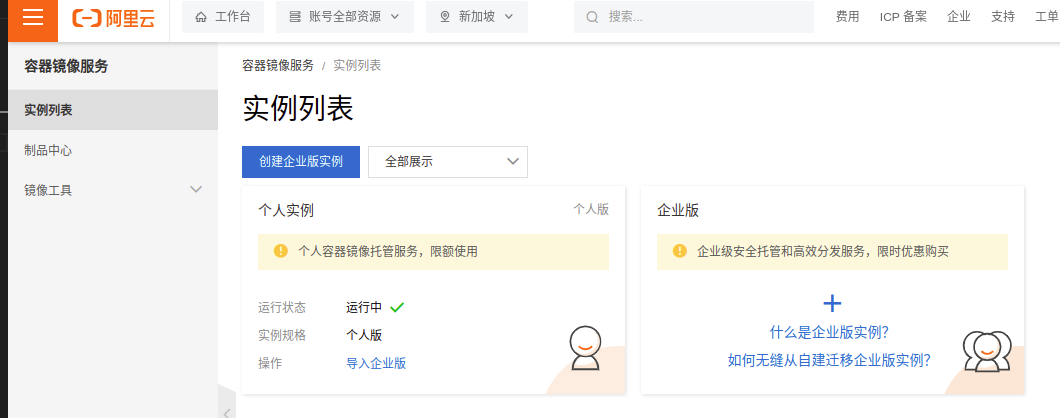 阿里云 工作台 账号全部资源 新加坡 搜索... 费用 ICP 备案 企业 支持 工单
容器镜像服务
实例列表
制品中心
镜像工具
容器镜像服务 / 实例列表
实例列表
创建企业版实例 全部展示
个人实例 个人版
个人容器镜像托管服务，限额使用
运行状态 运行中
实例规格 个人版
操作 导入企业版
企业版
企业级安全托管和高效分发服务，限时优惠购买
什么是企业版实例？
如何无缝从自建迁移企业版实例？